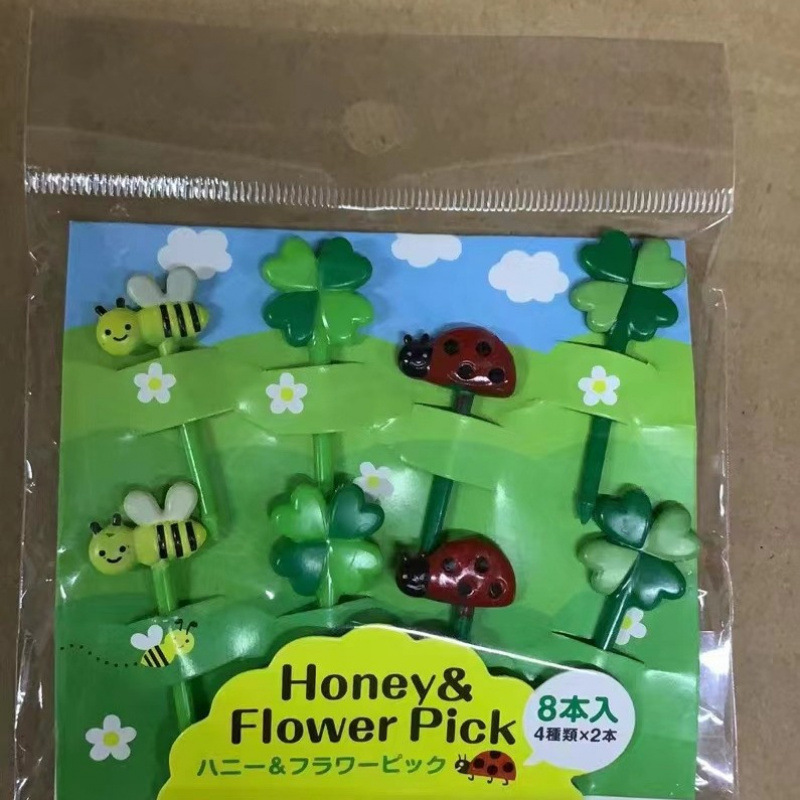 Honey&
Flower Pick
ハニー&フラワーピック
8本入
4種類×2本